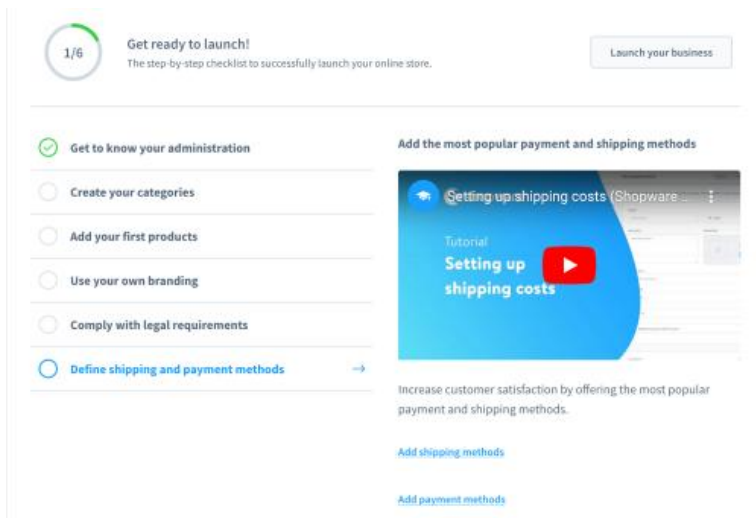 1/6
Get ready to launch!
The step-by-step checklist to successfully launch your online store.
Launch your business
Get to know your administration
Create your categories
Add your first products
Use your own branding
Comply with legal requirements
Define shipping and payment methods
Add the most popular payment and shipping methods
Setting up shipping costs (Shopware ...
Tutorial
Setting up
shipping costs
Increase customer satisfaction by offering the most popular
payment and shipping methods.
Add shipping methods
Add payment methods